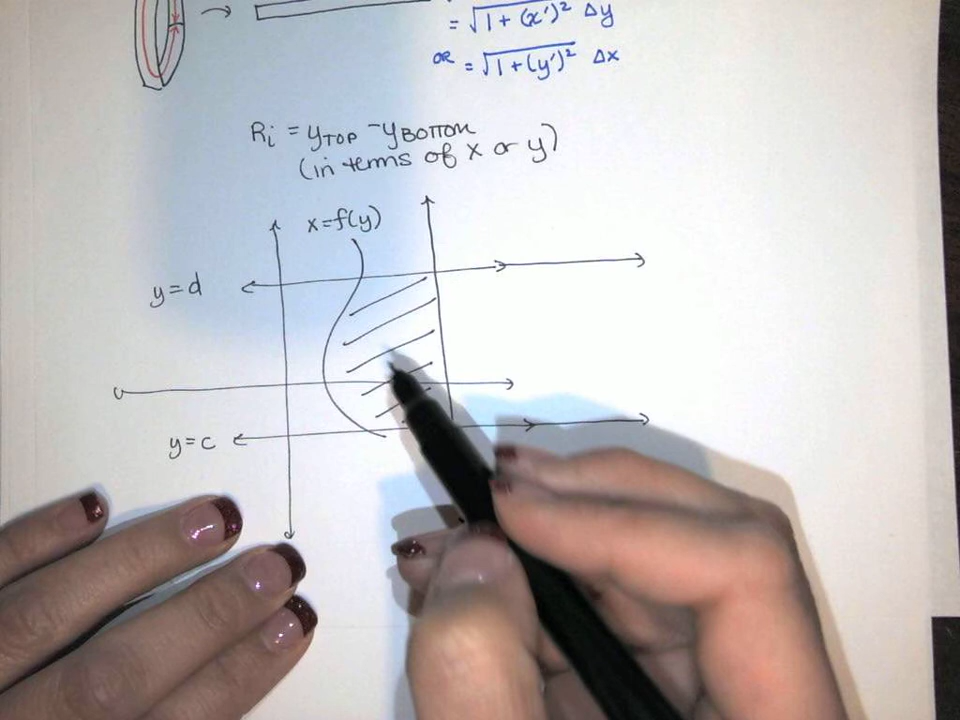 = √1 + (x')² Δy
OR = √1 + (y')² Δx
Ri = yTOP - yBOTTOM
(in terms of x or y)
x=f(y)
y=d
y=c